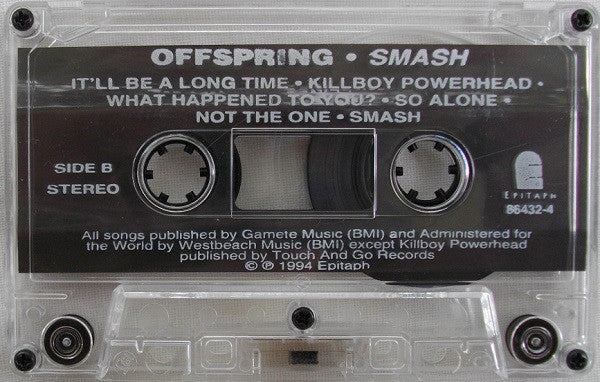 OFFSPRING • SMASH
IT'LL BE A LONG TIME • KILLBOY POWERHEAD •
WHAT HAPPENED TO YOU? • SO ALONE •
NOT THE ONE • SMASH
SIDE B
STEREO
EPITAPH
86432-4
All songs published by Gamete Music (BMI) and Administered for
the World by Westbeach Music (BMI) except Killboy Powerhead
published by Touch And Go Records
© ℗ 1994 Epitaph